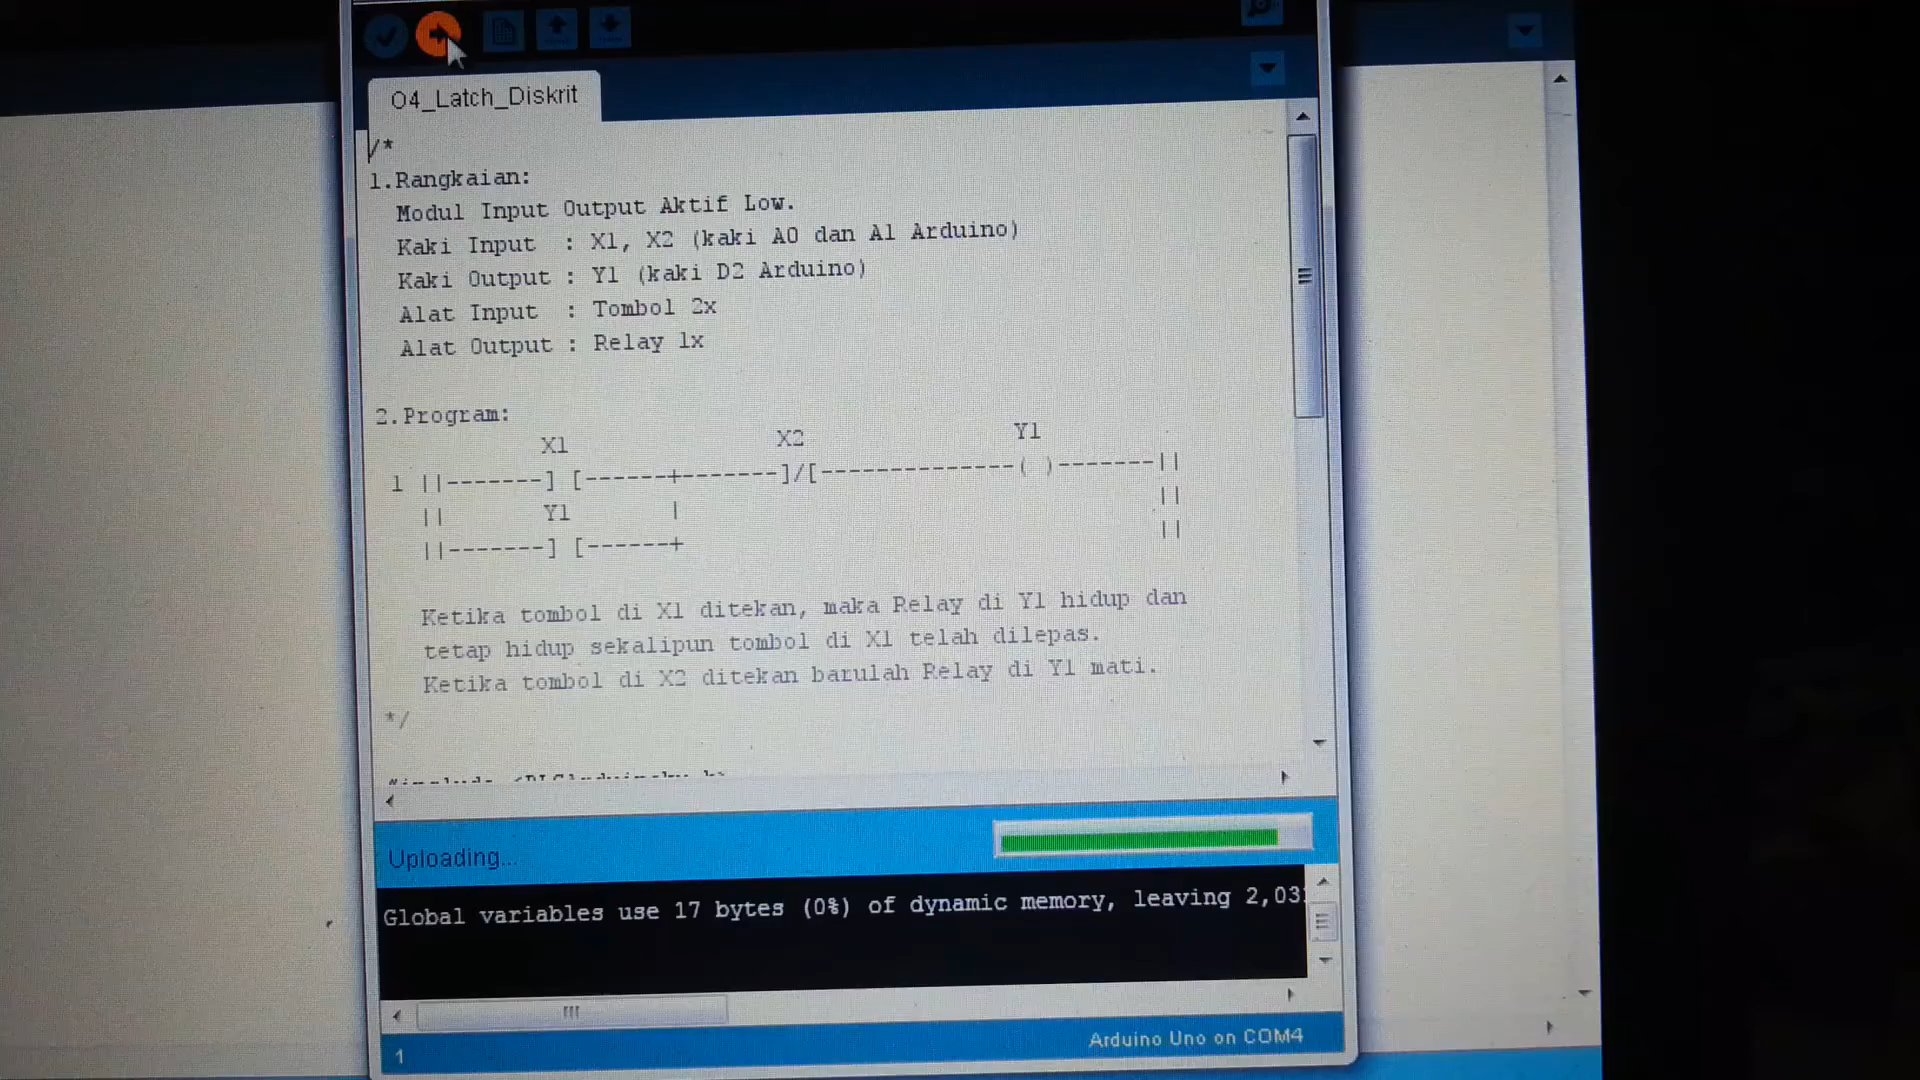 04_Latch_Diskrit
/*
1.Rangkaian:
Modul Input Output Aktif Low.
Kaki Input : X1, X2 (kaki A0 dan A1 Arduino)
Kaki Output : Y1 (kaki D2 Arduino)
Alat Input : Tombol 2x
Alat Output : Relay 1x
2.Program:
X1 X2 Y1
1 ||-------] [------+-------]/[--------------( )-------||
|| Y1 | ||
||-------] [------+ ||
Ketika tombol di X1 ditekan, maka Relay di Y1 hidup dan
tetap hidup sekalipun tombol di X1 telah dilepas.
Ketika tombol di X2 ditekan barulah Relay di Y1 mati.
*/
Uploading...
Global variables use 17 bytes (0%) of dynamic memory, leaving 2,03
1
Arduino Uno on COM4